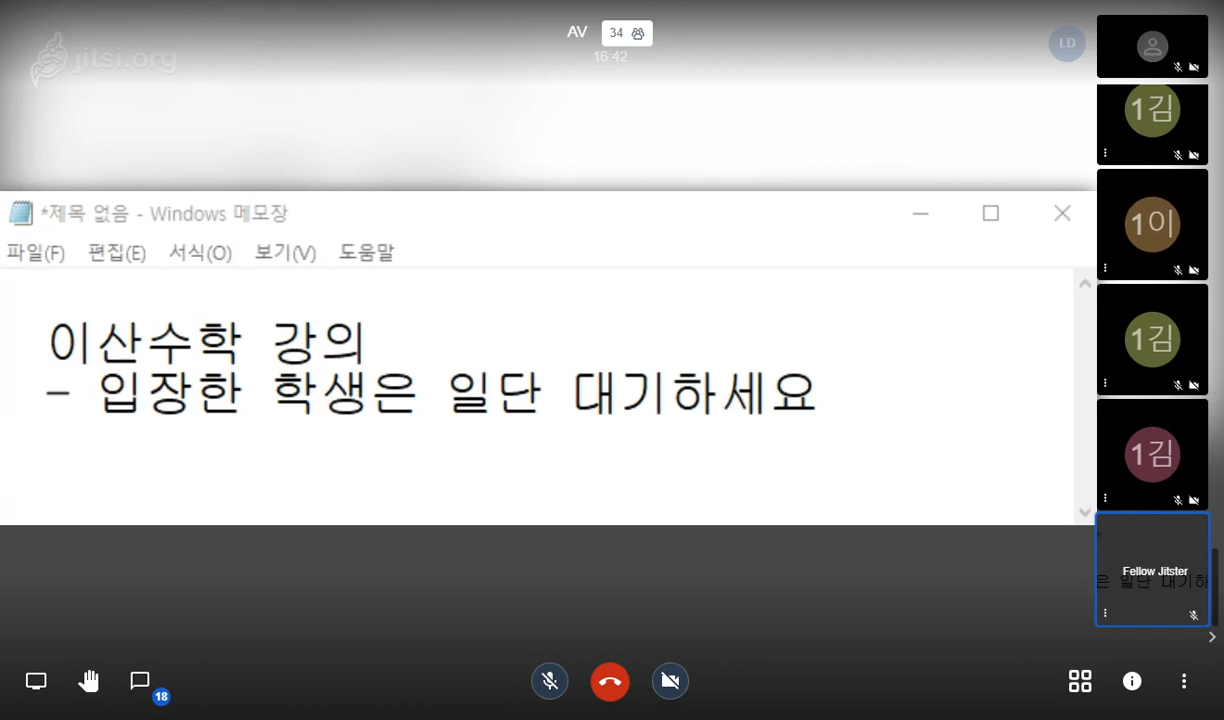 jitsi.org
AV 34
16:42
LD
*제목 없음 - Windows 메모장
파일(F) 편집(E) 서식(O) 보기(V) 도움말
이산수학 강의
- 입장한 학생은 일단 대기하세요
1김
1이
1김
1김
Fellow Jitster
은 일단 대기하
18